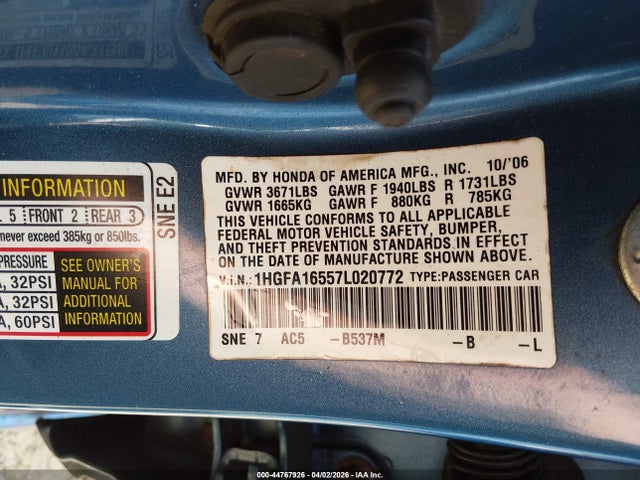 INFORMATION
. 5 FRONT 2 REAR 3
never exceed 385kg or 850lbs.
PRESSURE
A, 32PSI
A, 32PSI
A, 60PSI
SEE OWNER'S
MANUAL FOR
ADDITIONAL
INFORMATION
SNE E2
MFD. BY HONDA OF AMERICA MFG., INC. 10/'06
GVWR 3671LBS GAWR F 1940LBS R 1731LBS
GVWR 1665KG GAWR F 880KG R 785KG
THIS VEHICLE CONFORMS TO ALL APPLICABLE
FEDERAL MOTOR VEHICLE SAFETY, BUMPER,
AND THEFT PREVENTION STANDARDS IN EFFECT
ON THE DATE OF MANUFACTURE SHOWN ABOVE.
V.I.N.: 1HGFA16557L020772 TYPE:PASSENGER CAR
SNE 7 AC5 -B537M -B -L
000-44767926 - 04/02/2026 - IAAI Copyright